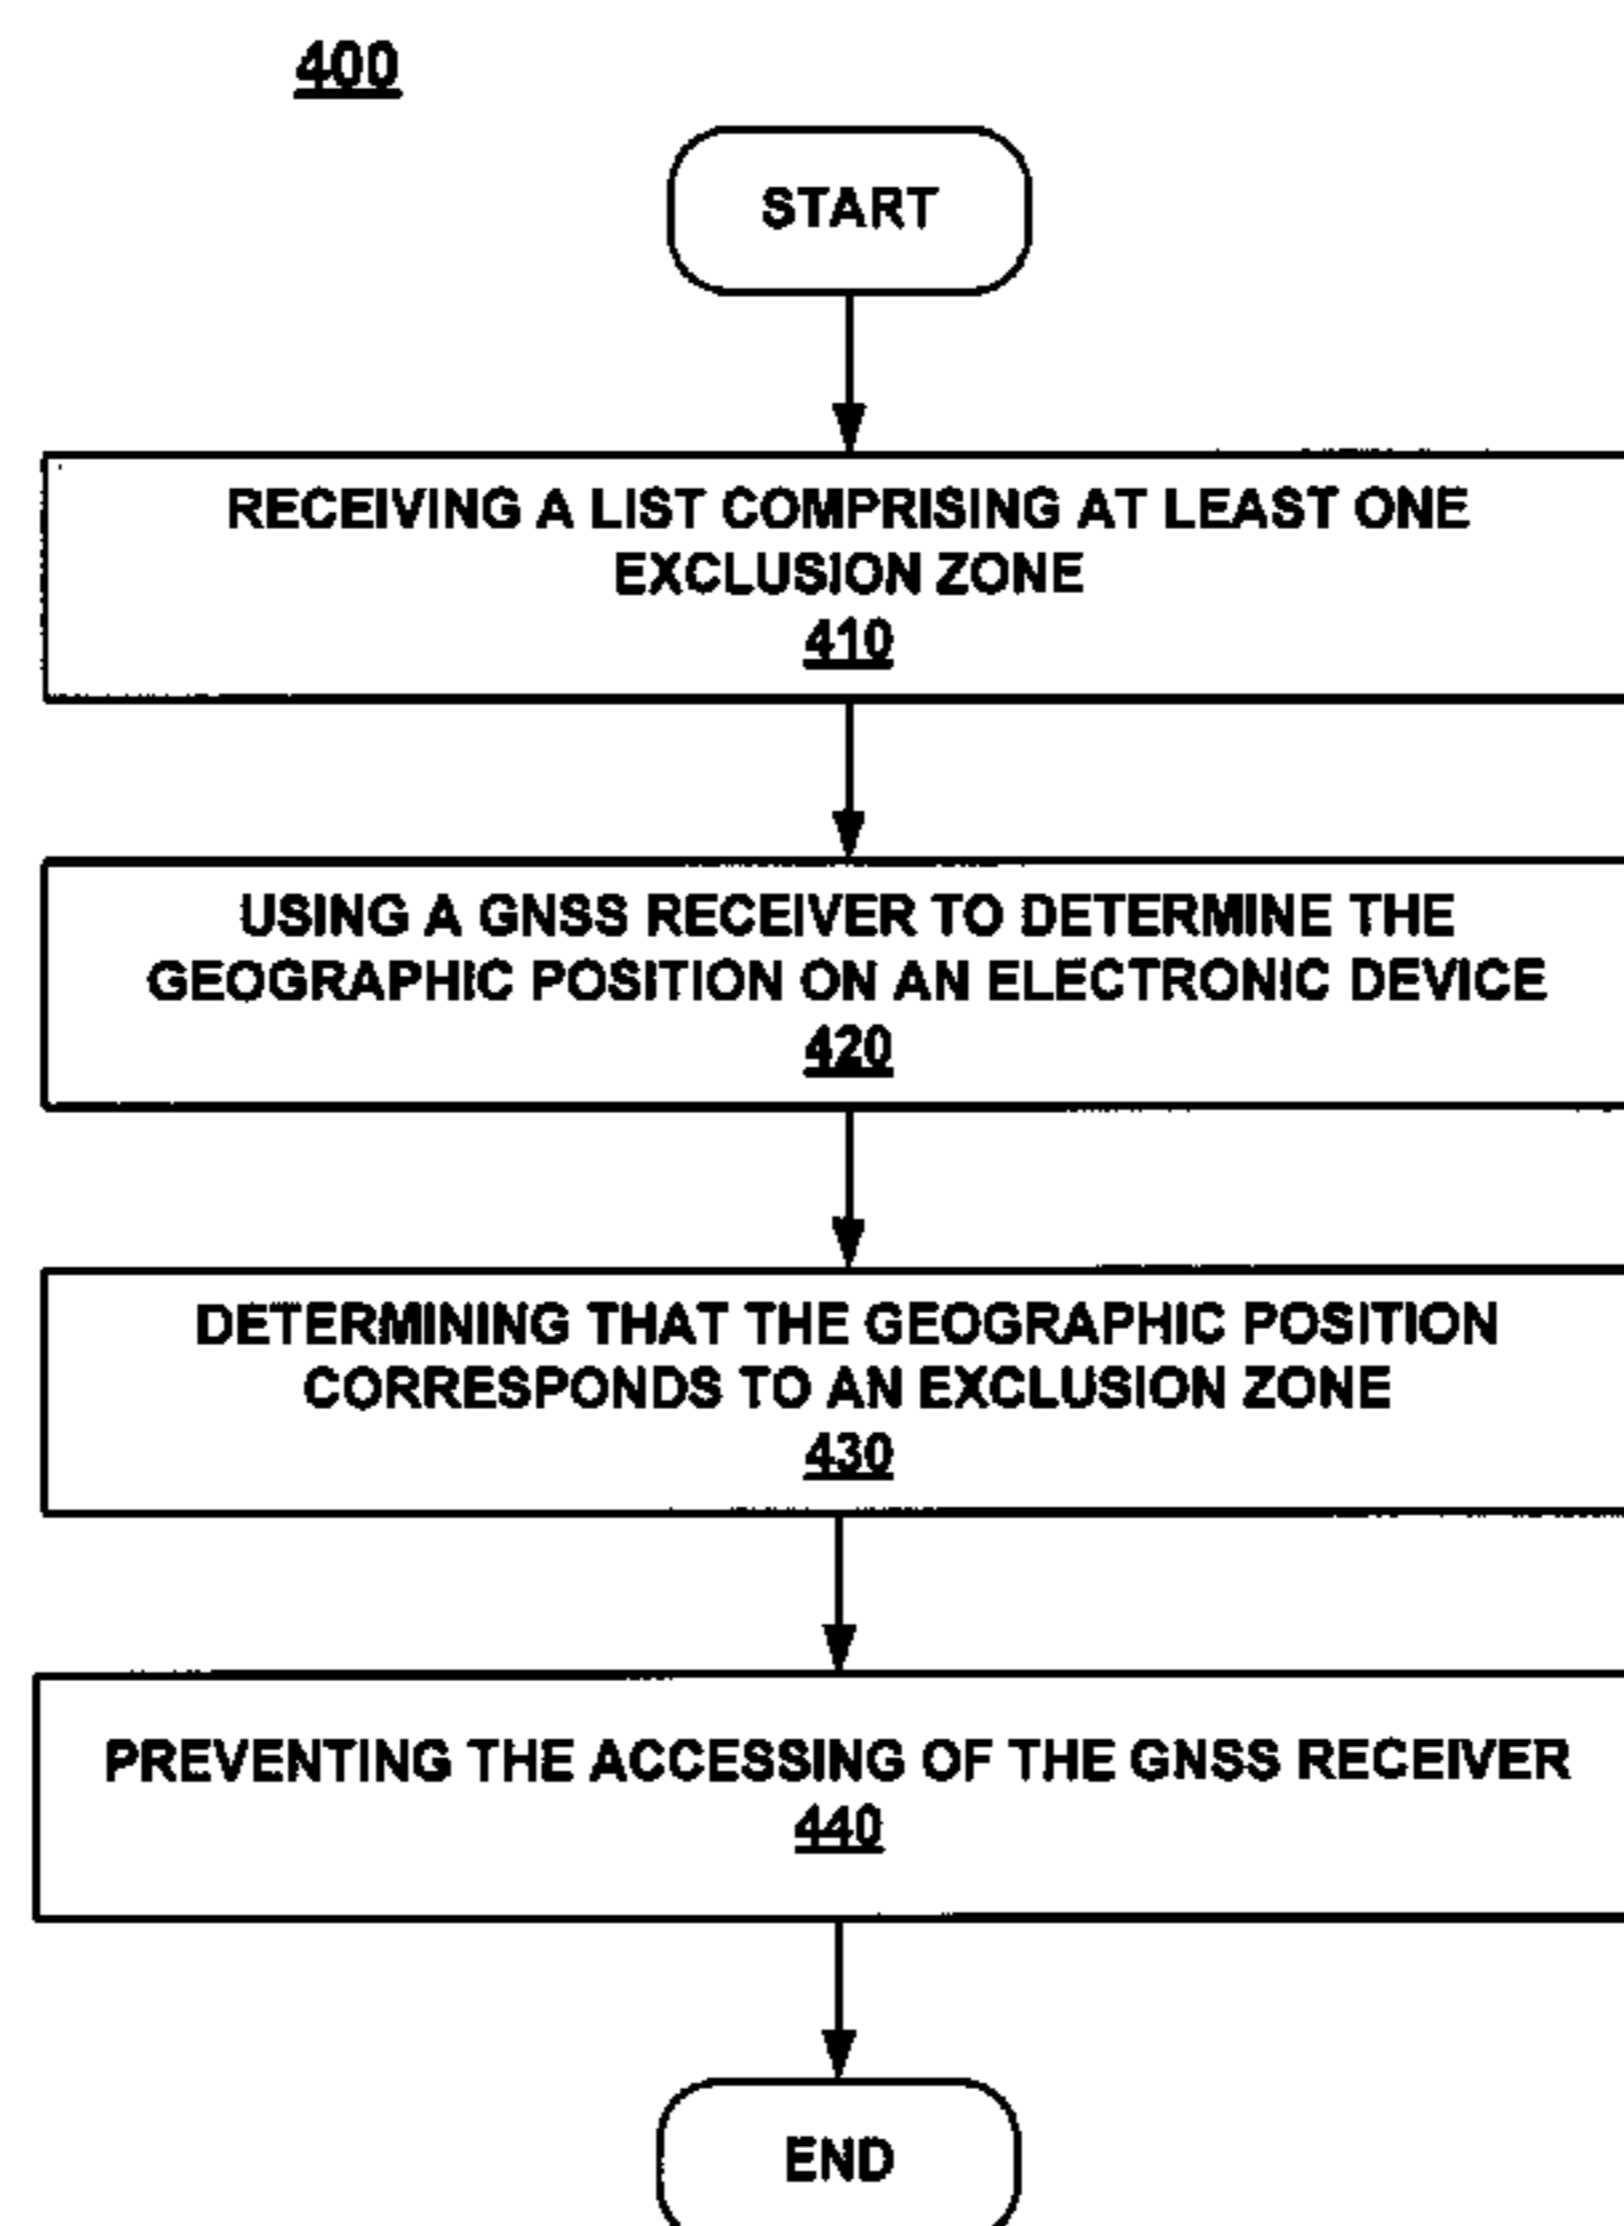 400
START
RECEIVING A LIST COMPRISING AT LEAST ONE
EXCLUSION ZONE
410
USING A GNSS RECEIVER TO DETERMINE THE
GEOGRAPHIC POSITION ON AN ELECTRONIC DEVICE
420
DETERMINING THAT THE GEOGRAPHIC POSITION
CORRESPONDS TO AN EXCLUSION ZONE
430
PREVENTING THE ACCESSING OF THE GNSS RECEIVER
440
END